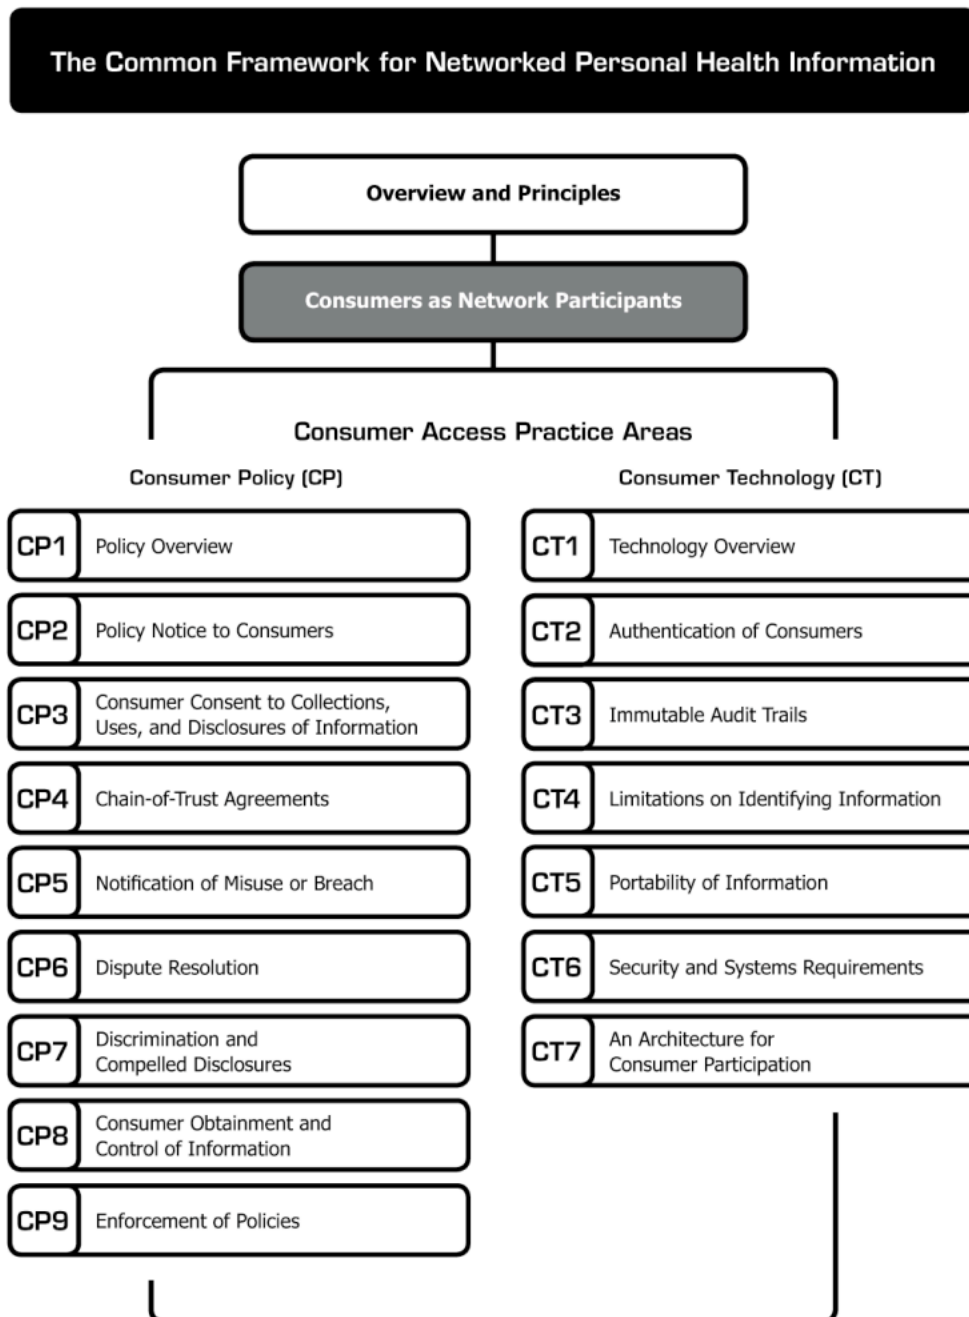 The Common Framework for Networked Personal Health Information
Overview and Principles
Consumers as Network Participants
Consumer Access Practice Areas
Consumer Policy (CP)
CP1 Policy Overview
CP2 Policy Notice to Consumers
CP3 Consumer Consent to Collections,
Uses, and Disclosures of Information
CP4 Chain-of-Trust Agreements
CP5 Notification of Misuse or Breach
CP6 Dispute Resolution
CP7 Discrimination and
Compelled Disclosures
CP8 Consumer Obtainment and
Control of Information
CP9 Enforcement of Policies
Consumer Technology (CT)
CT1 Technology Overview
CT2 Authentication of Consumers
CT3 Immutable Audit Trails
CT4 Limitations on Identifying Information
CT5 Portability of Information
CT6 Security and Systems Requirements
CT7 An Architecture for
Consumer Participation